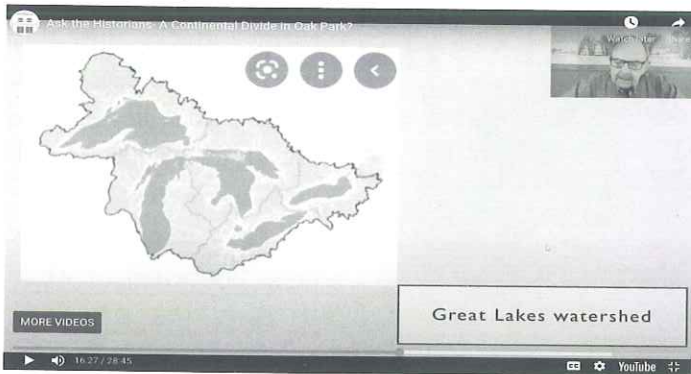 Ask the Historians- A Continental Divide in Oak Park?
Watch later
MORE VIDEOS
Great Lakes watershed
16:27 / 28:45
CC
YouTube